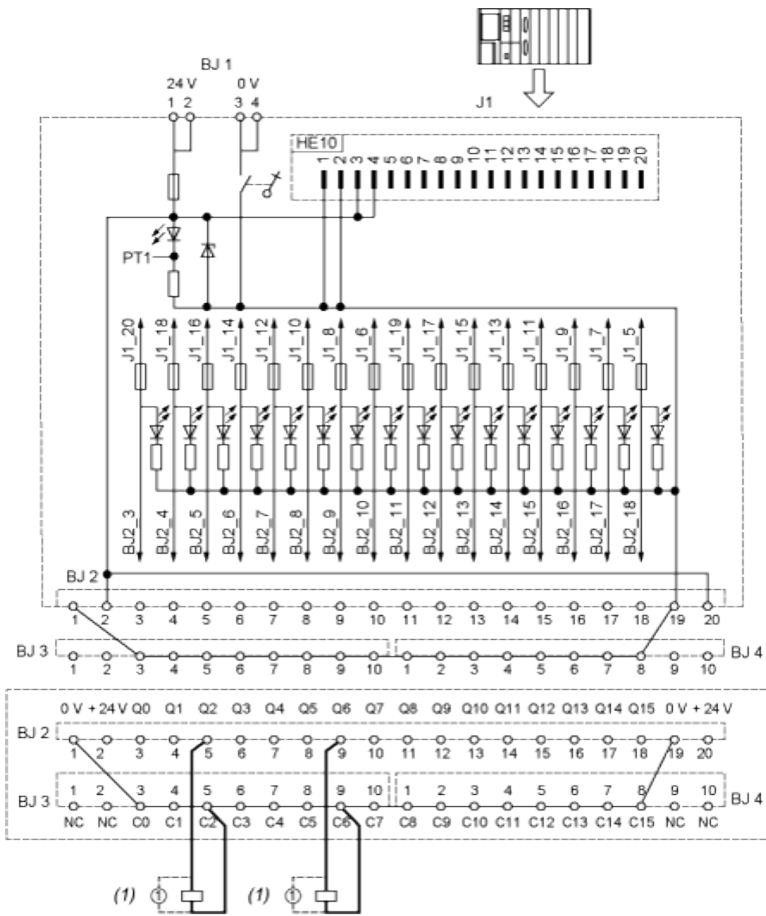 BJ 1
24 V 0 V
1 2 3 4
J1
HE10
1 2 3 4 5 6 7 8 9 10 11 12 13 14 15 16 17 18 19 20
PT1
J1_20 J1_18 J1_16 J1_14 J1_12 J1_10 J1_8 J1_6 J1_19 J1_17 J1_15 J1_13 J1_11 J1_9 J1_7 J1_5
BJ2_3 BJ2_4 BJ2_5 BJ2_6 BJ2_7 BJ2_8 BJ2_9 BJ2_10 BJ2_11 BJ2_12 BJ2_13 BJ2_14 BJ2_15 BJ2_16 BJ2_17 BJ2_18
BJ 2
1 2 3 4 5 6 7 8 9 10 11 12 13 14 15 16 17 18 19 20
BJ 3 BJ 4
1 2 3 4 5 6 7 8 9 10 1 2 3 4 5 6 7 8 9 10
0 V + 24 V Q0 Q1 Q2 Q3 Q4 Q5 Q6 Q7 Q8 Q9 Q10 Q11 Q12 Q13 Q14 Q15 0 V + 24 V
BJ 2
1 2 3 4 5 6 7 8 9 10 11 12 13 14 15 16 17 18 19 20
1 2 3 4 5 6 7 8 9 10 1 2 3 4 5 6 7 8 9 10
BJ 3 BJ 4
NC NC C0 C1 C2 C3 C4 C5 C6 C7 C8 C9 C10 C11 C12 C13 C14 C15 NC NC
(1) 1 (1) 1